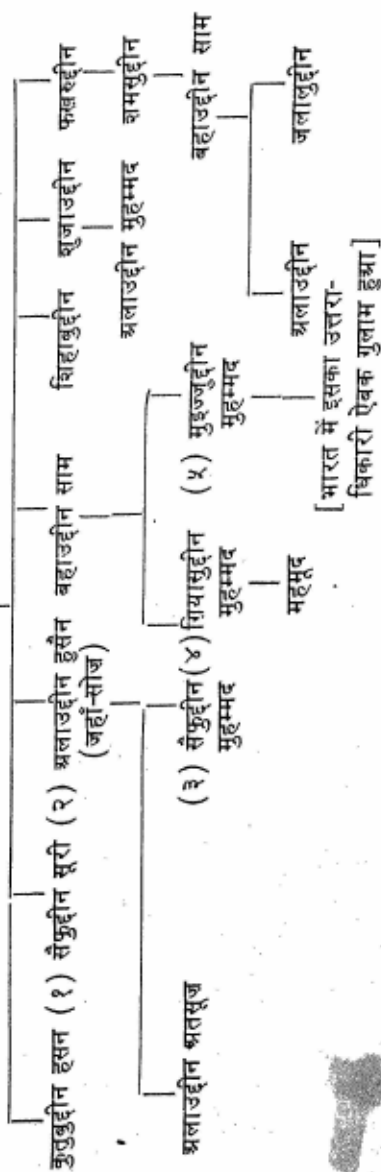 कुतुबुद्दीन हसन (१) सैफुद्दीन सूरी (२) अलाउद्दीन हुसैन बहाउद्दीन साम शिहाबुद्दीन शुजाउद्दीन फखरुद्दीन
(जहाँ-सोज)
अलाउद्दीन मुहम्मद शमसुद्दीन
अलाउद्दीन अतसूज (३) सैफुद्दीन (४) ग़ियासुद्दीन (५) मुइज्जुद्दीन बहाउद्दीन साम
मुहम्मद मुहम्मद मुहम्मद
महमूद अलाउद्दीन जलालुद्दीन
[भारत में इसका उत्तरा-
धिकारी ऐबक गुलाम हुआ]